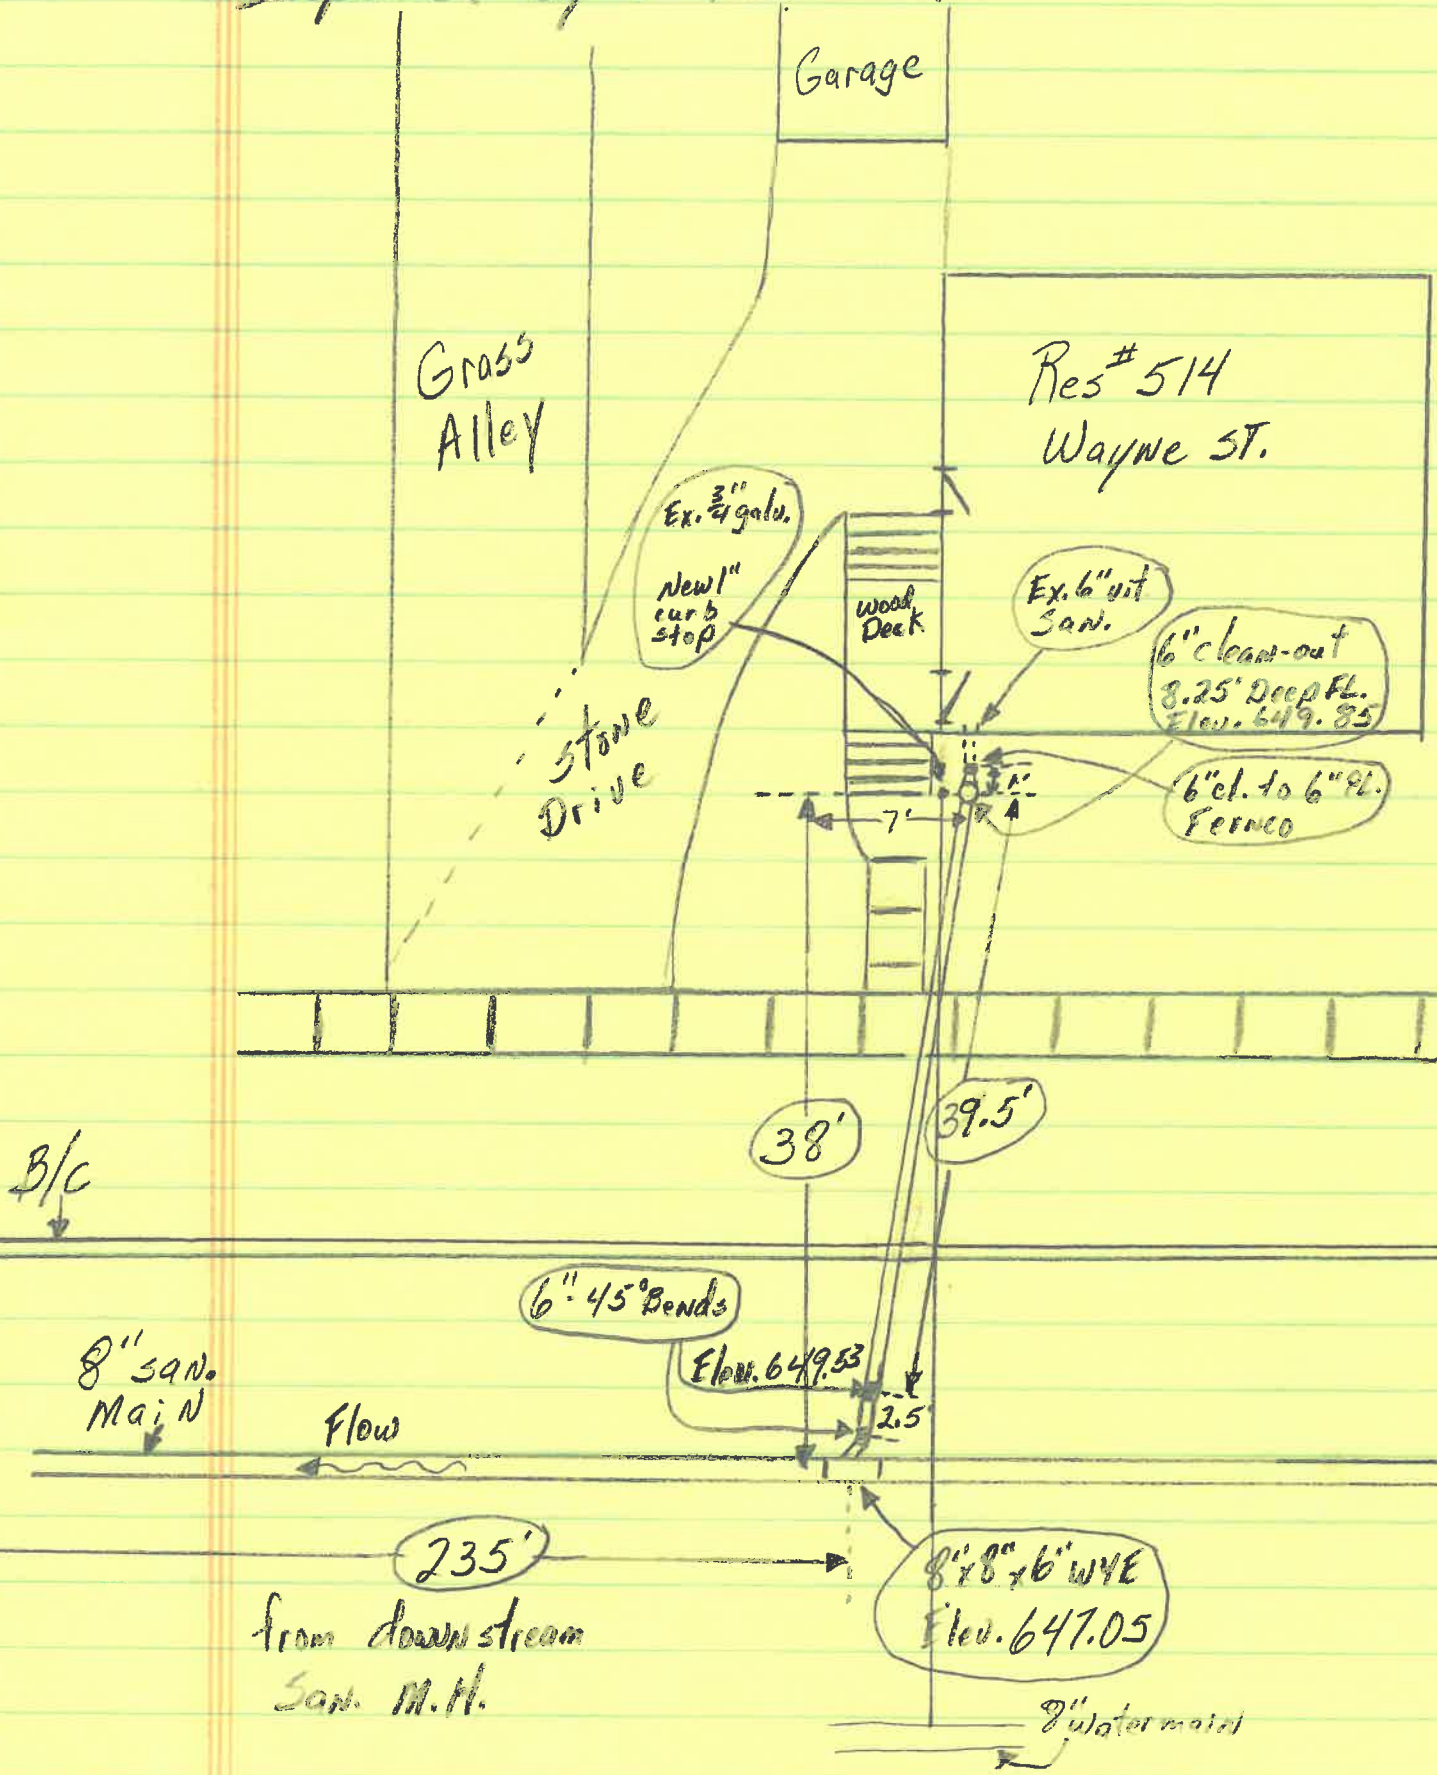 Garage
Grass
Alley
Res # 514
Wayne ST.
Ex. 3/4" galv.
New 1"
curb
stop
Wood
Deck
Ex. 6" vit
San.
6" clean-out
8.25' Deep FL.
Elev. 649.85
6" cl. to 6" PL.
Fernco
1'
7'
Stone
Drive
38'
39.5'
B/C
6"-45° Bends
Elev. 649.53
2.5'
8" san.
Main
Flow
235'
from downstream
San. M.H.
8"x8"x6" WYE
Elev. 647.05
8" Water main